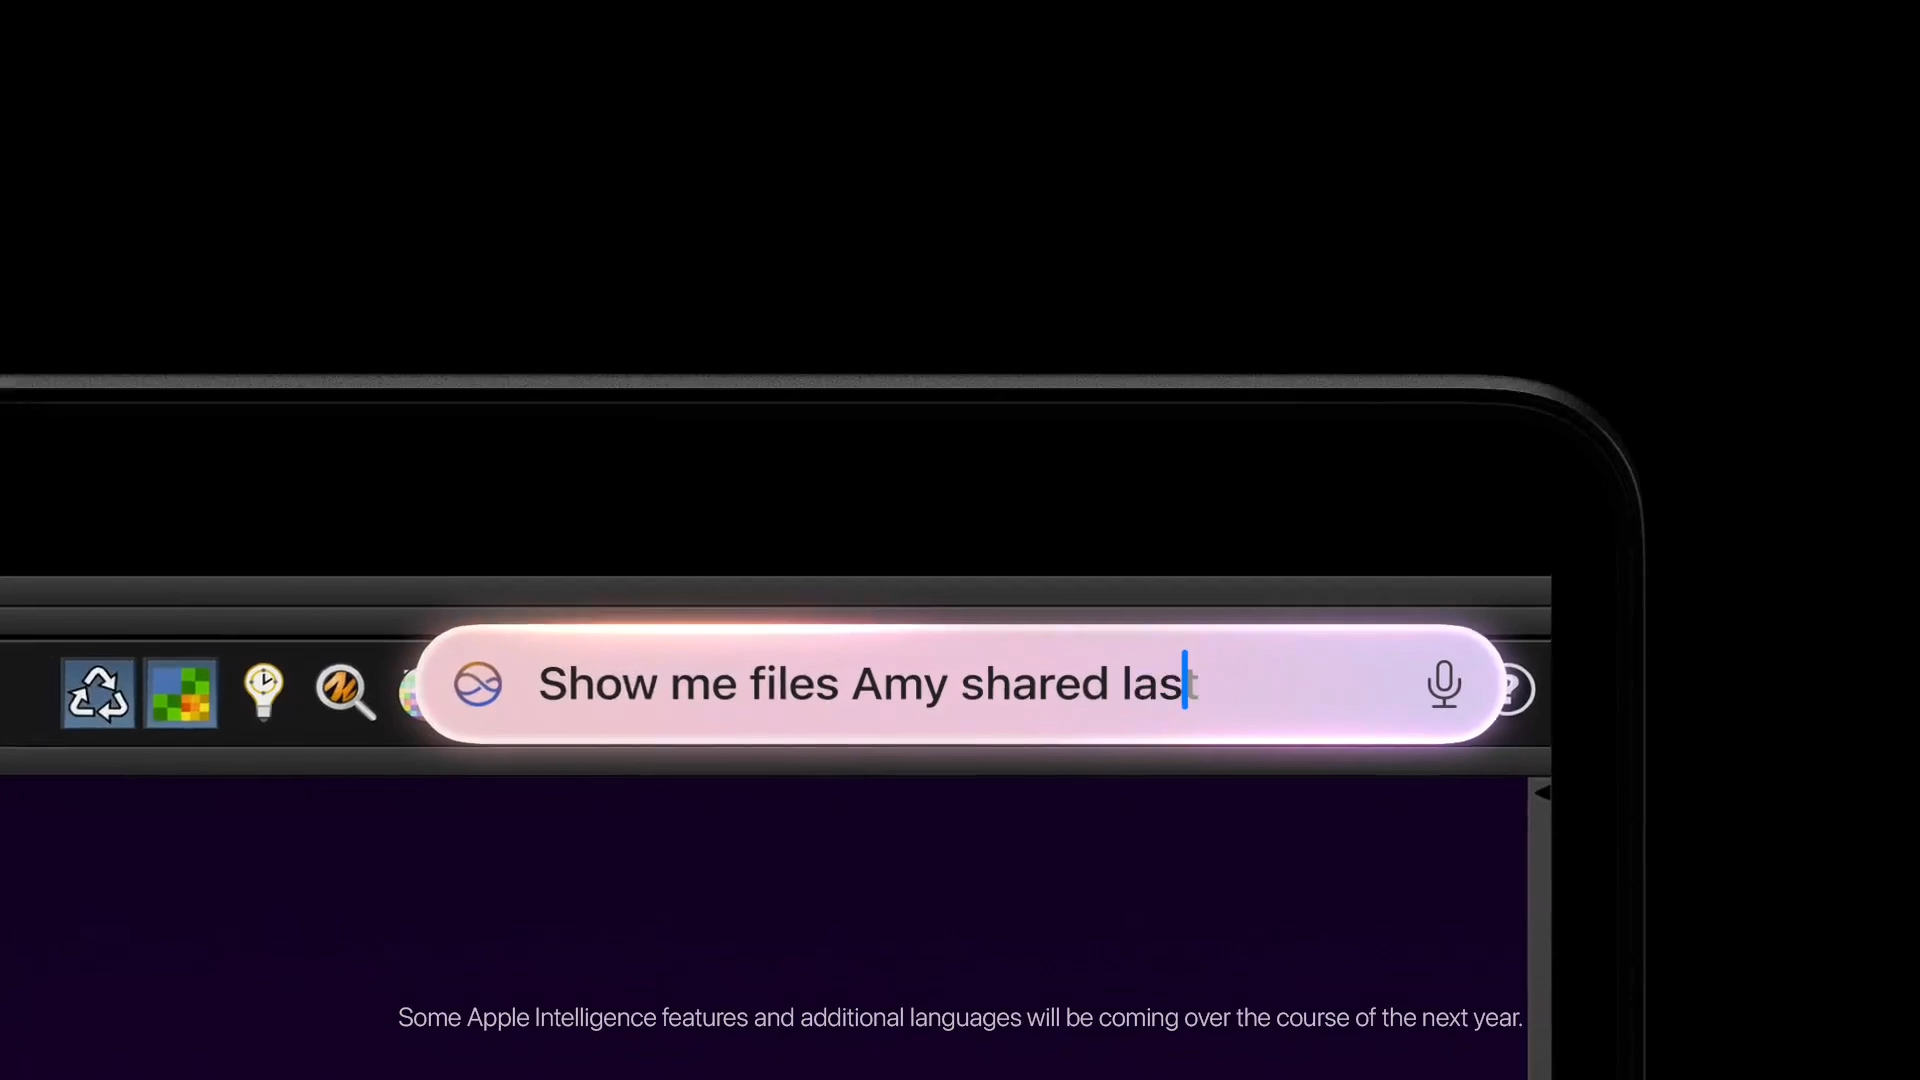 Show me files Amy shared last
?
Some Apple Intelligence features and additional languages will be coming over the course of the next year.